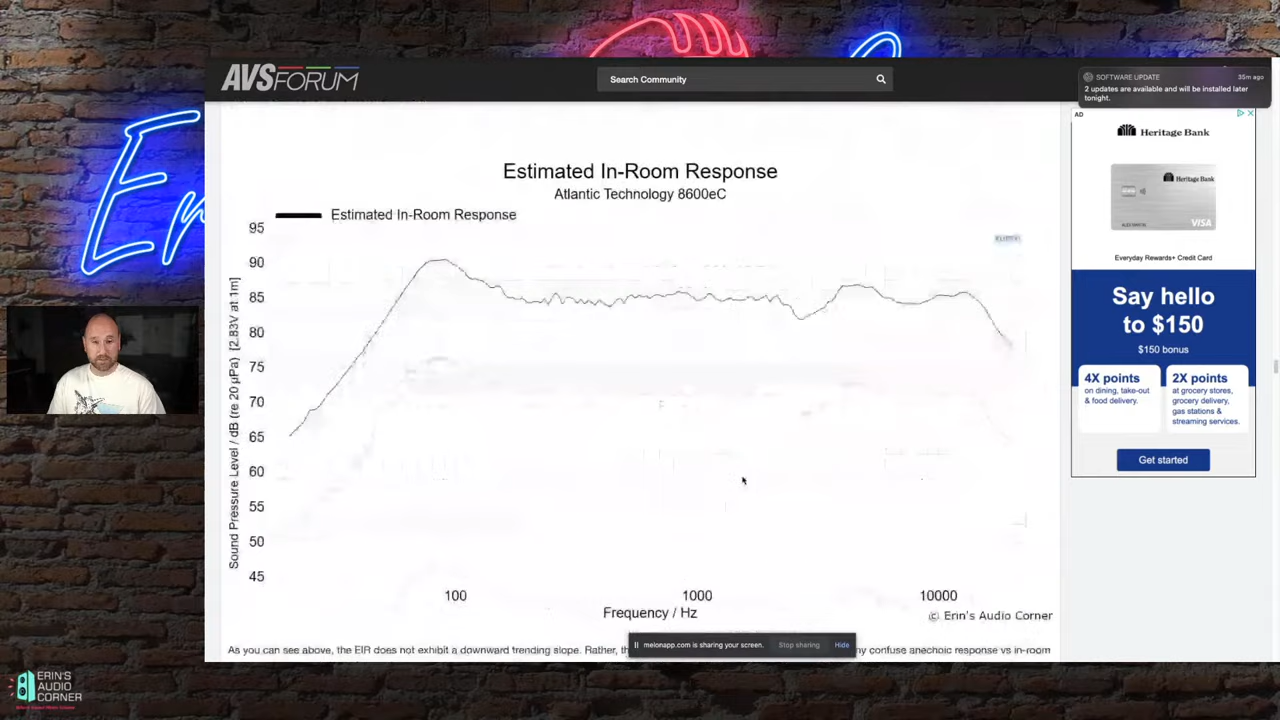 AVSFORUM
Search Community
SOFTWARE UPDATE
35m ago
2 updates are available and will be installed later
tonight.
AD
Heritage Bank
Heritage Bank
VISA
Everyday Rewards+ Credit Card
Say hello
to $150
$150 bonus
4X points
on dining, take-out
& food delivery.
2X points
at grocery stores,
grocery delivery,
gas stations &
streaming services.
Get started
Estimated In-Room Response
Atlantic Technology 8600eC
Estimated In-Room Response
Sound Pressure Level / dB (re 20 µPa) [2.83V at 1m]
95
90
85
80
75
70
65
60
55
50
45
100
1000
10000
Frequency / Hz
© Erin's Audio Corner
melonapp.com is sharing your screen.
Stop sharing
Hide
As you can see above, the EIR does not exhibit a downward trending slope. Rather, confuse anechoic response vs in-room
Er
ERIN'S
AUDIO
CORNER